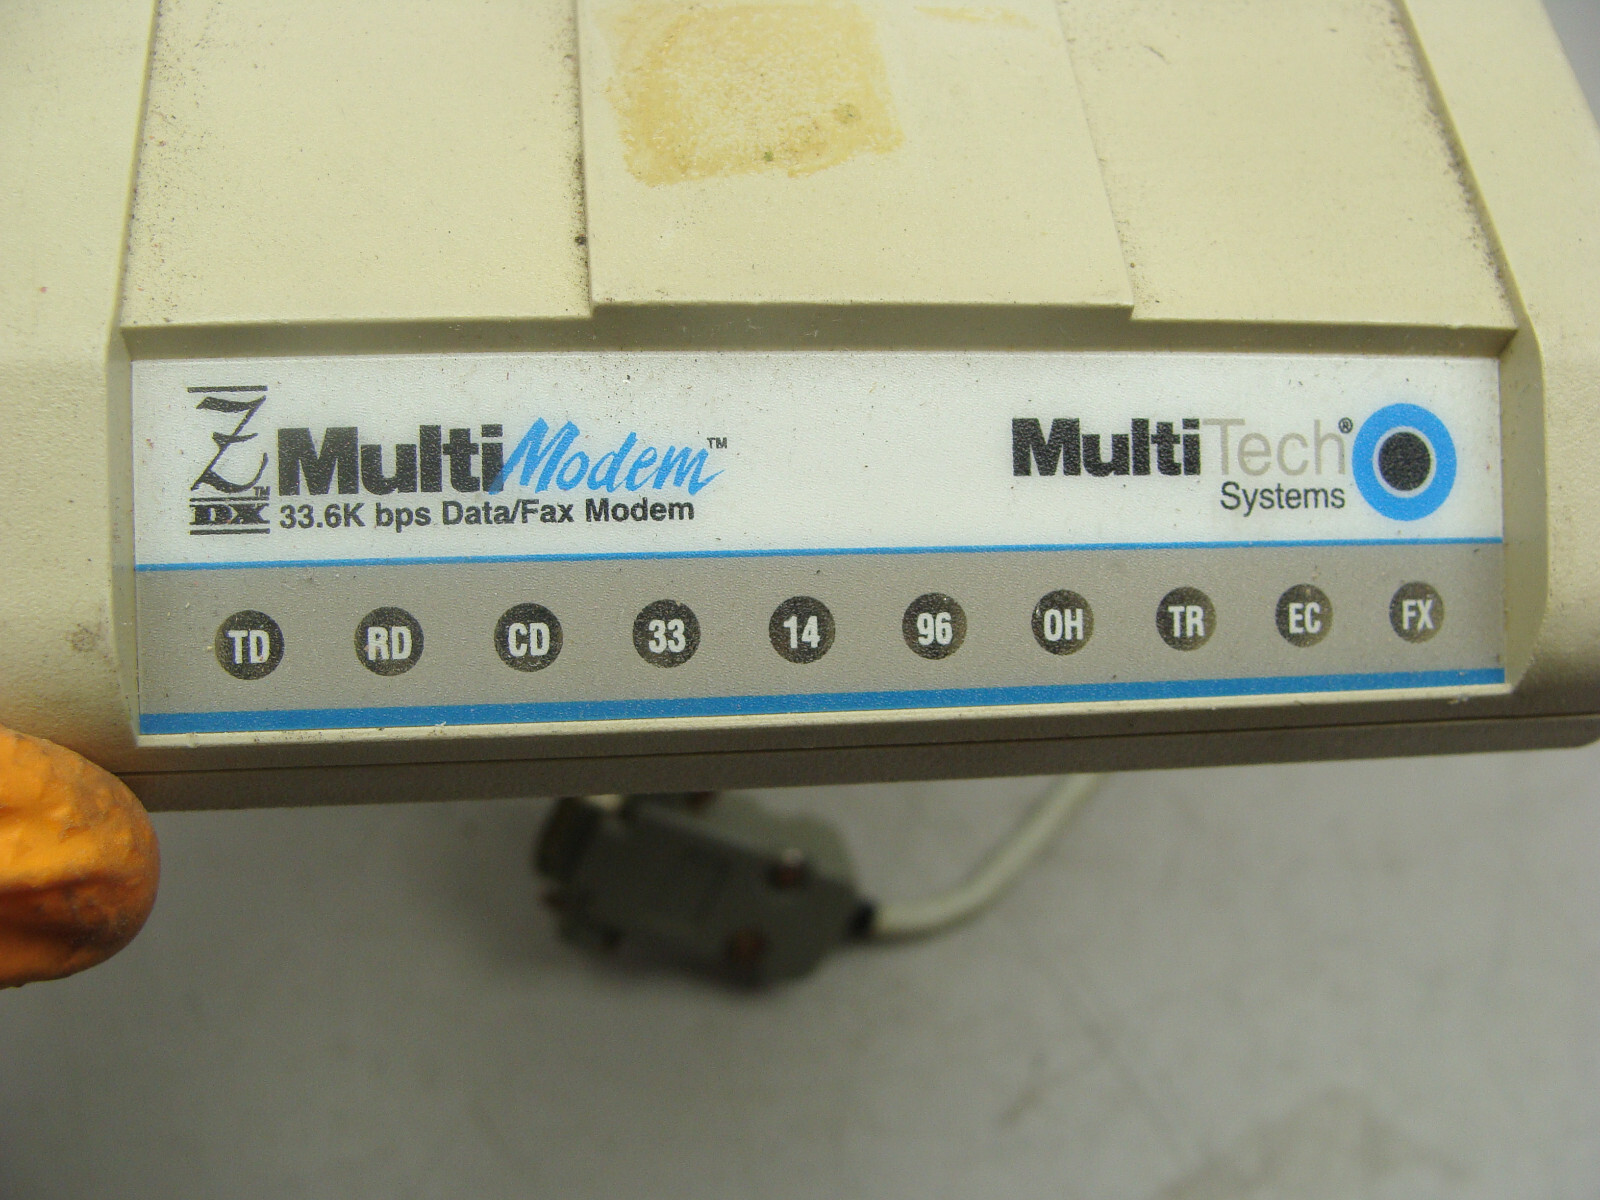 Z MultiModem™
DX™ 33.6K bps Data/Fax Modem
MultiTech®
Systems
TD RD CD 33 14 96 OH TR EC FX